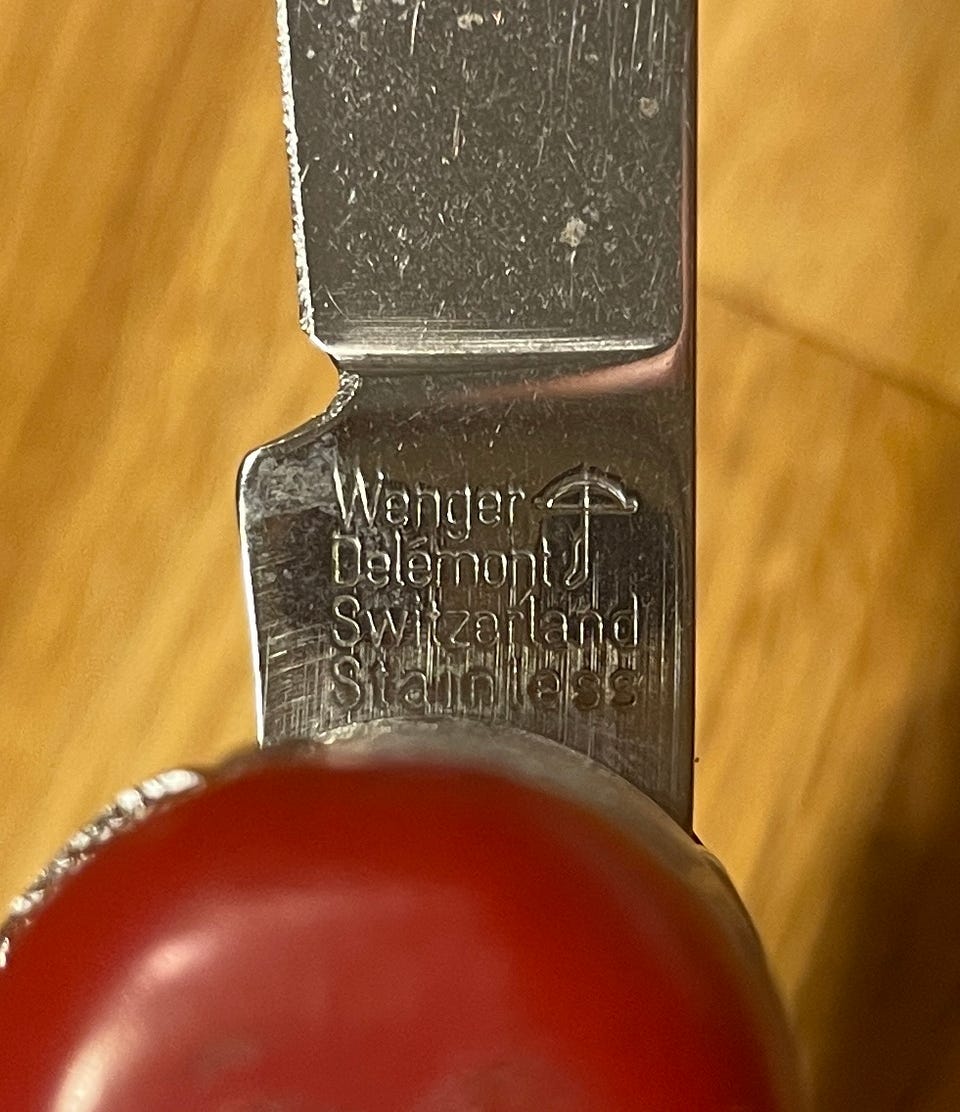 Wenger
Delémont
Switzerland
Stainless